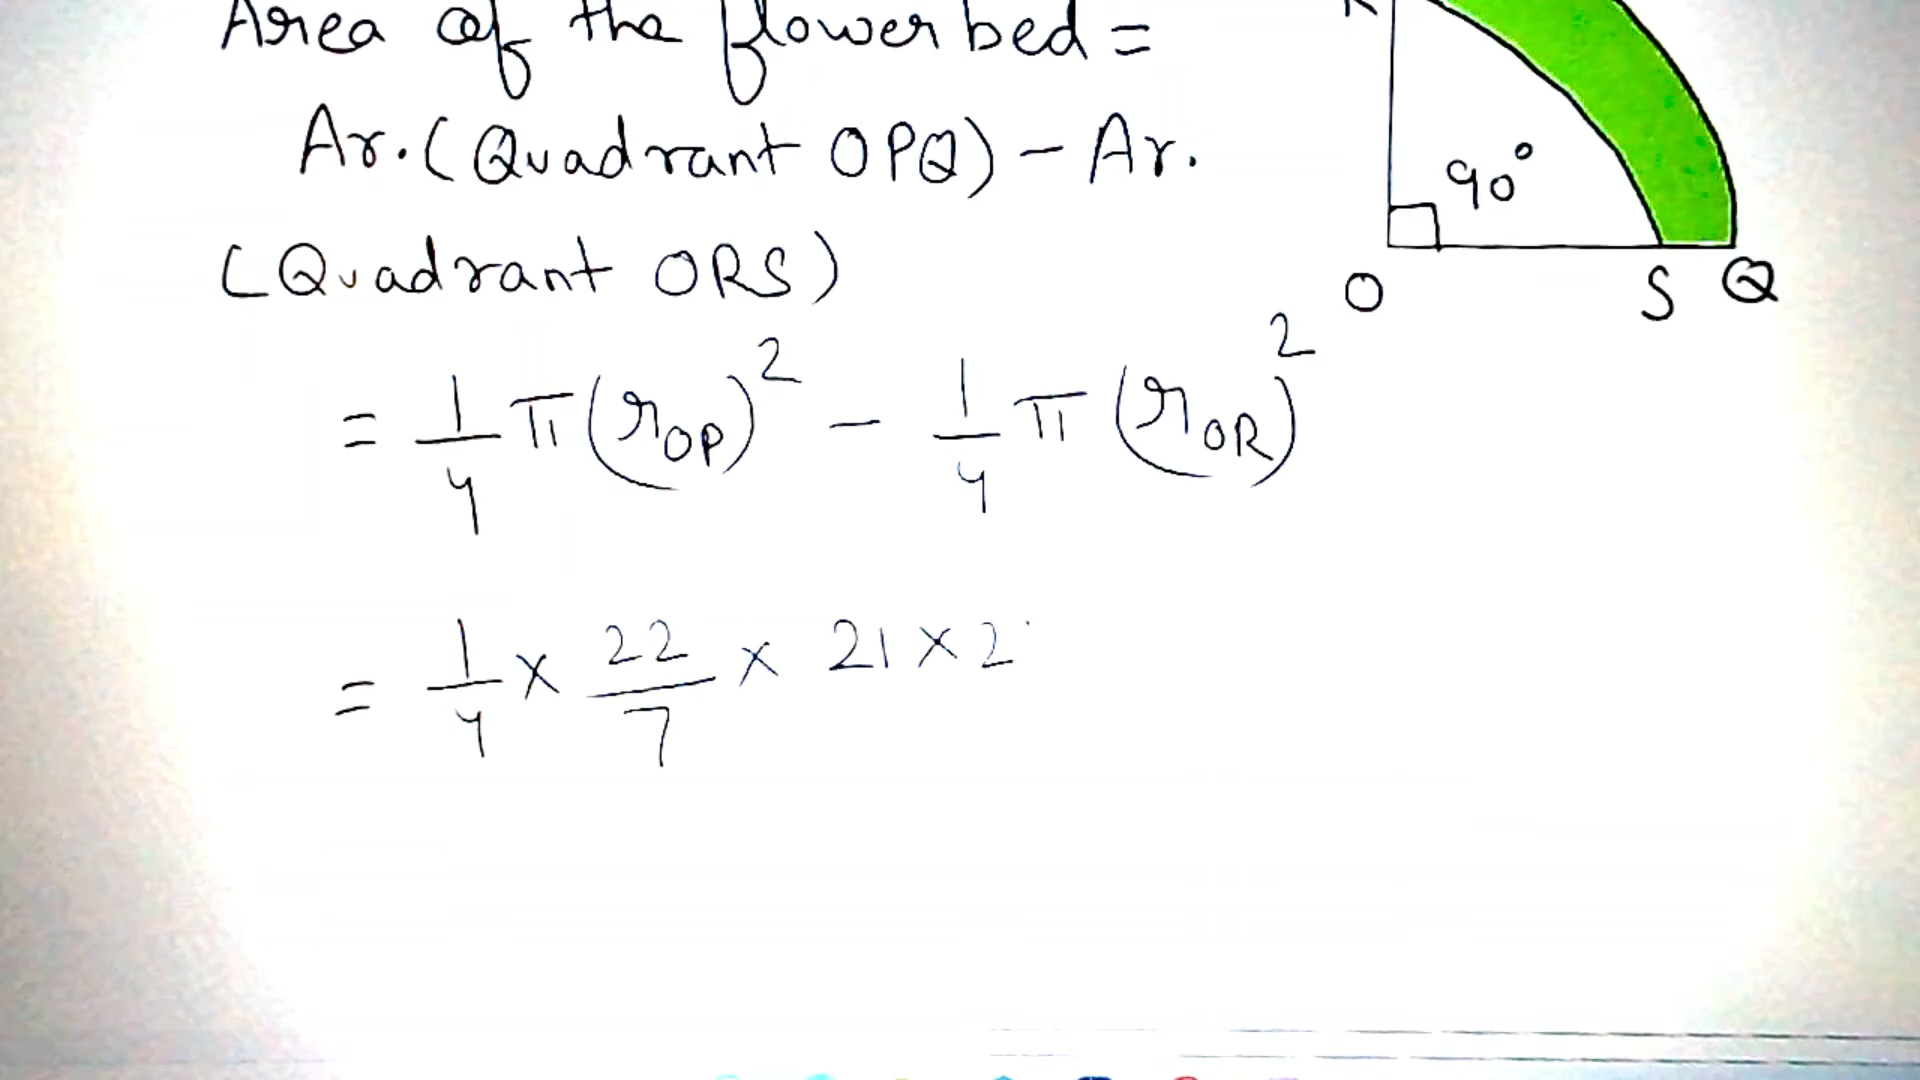 Area of the flower bed =
Ar. (Quadrant OPQ) - Ar.
(Quadrant ORS)
= 1/4 π (r_OP)² - 1/4 π (r_OR)²
= 1/4 × 22/7 × 21 × 2
90°
O S Q